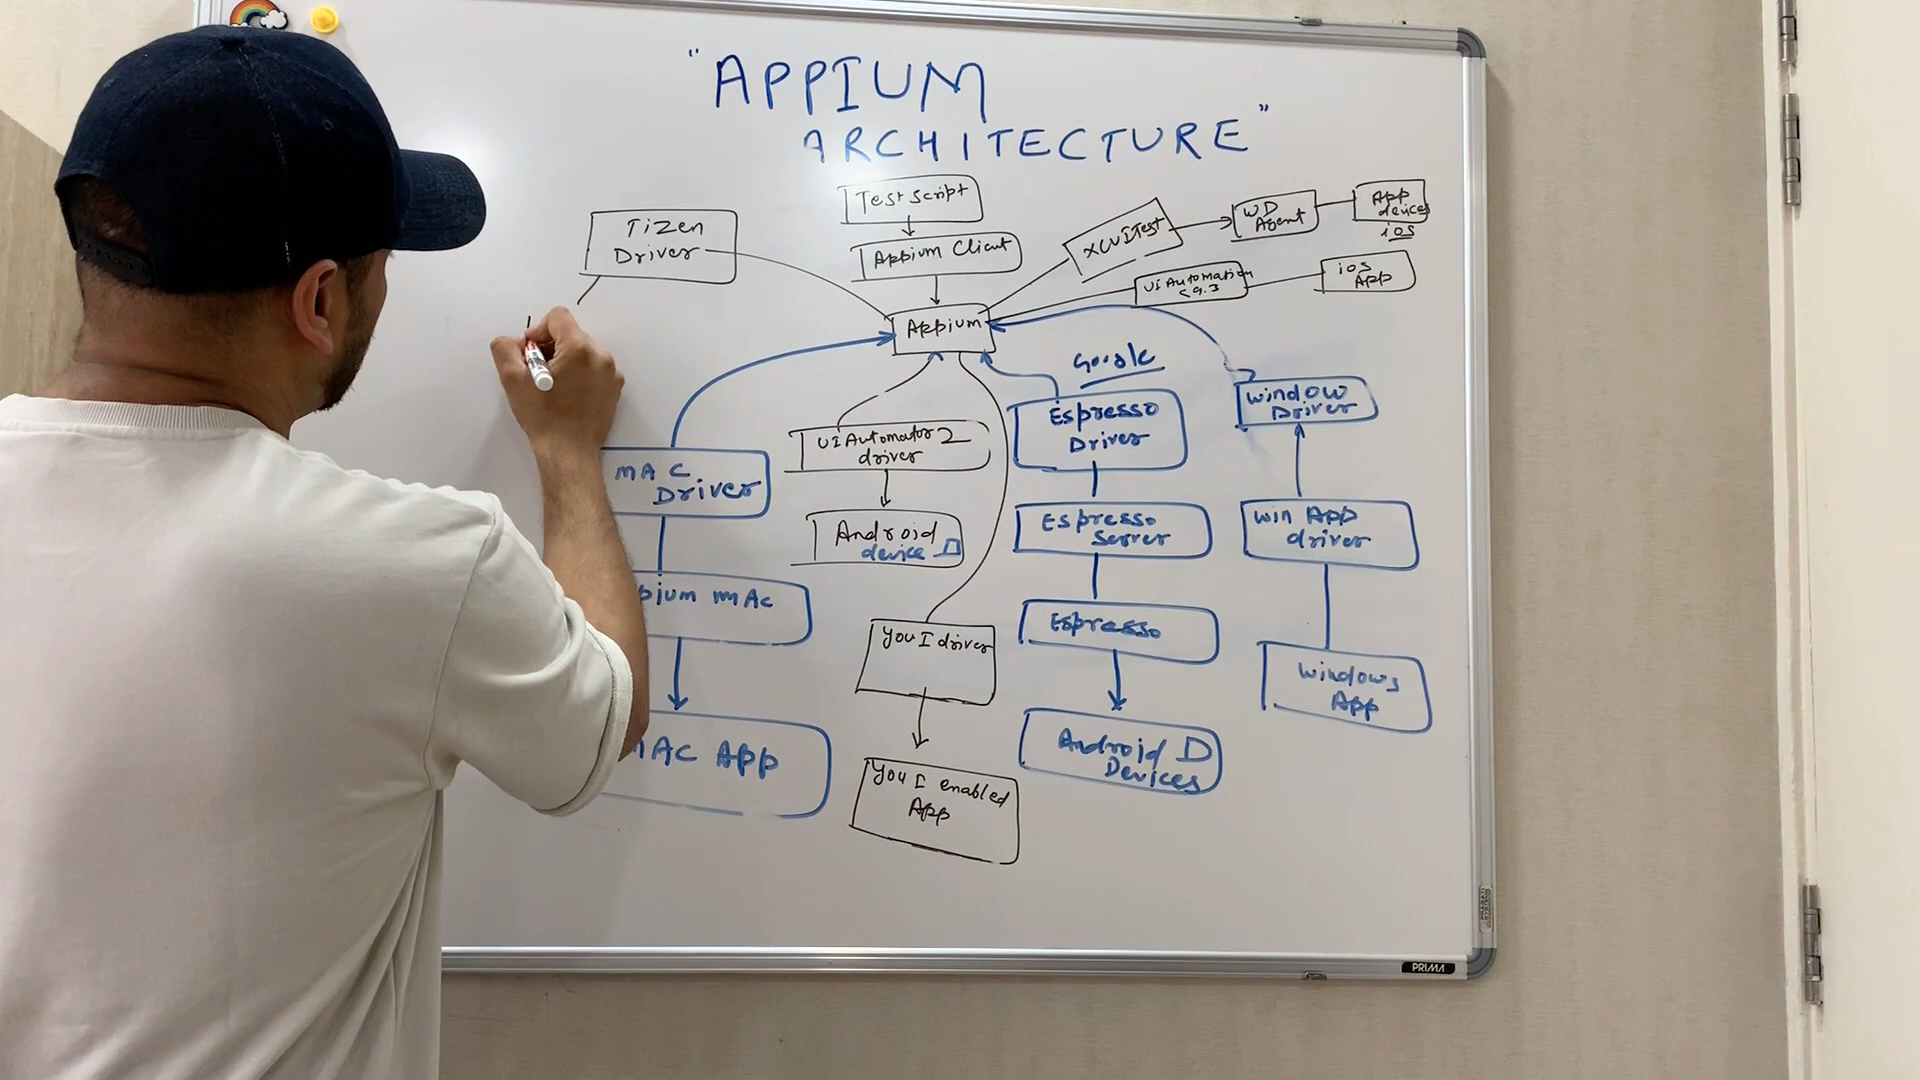 "APPIUM
ARCHITECTURE"
Test script
Appium Client
Appium
Tizen
Driver
XCUITest
WD
Agent
App
devices
ios
UiAutomation
< 9.3
ios
App
Google
MAC
Driver
pium MAC
MAC App
UIAutomator 2
driver
Android
device
You I driver
You I enabled
App
Espresso
Driver
Espresso
Server
Espresso
Android D
Devices
window
Driver
win App
driver
windows
App
PRIMA